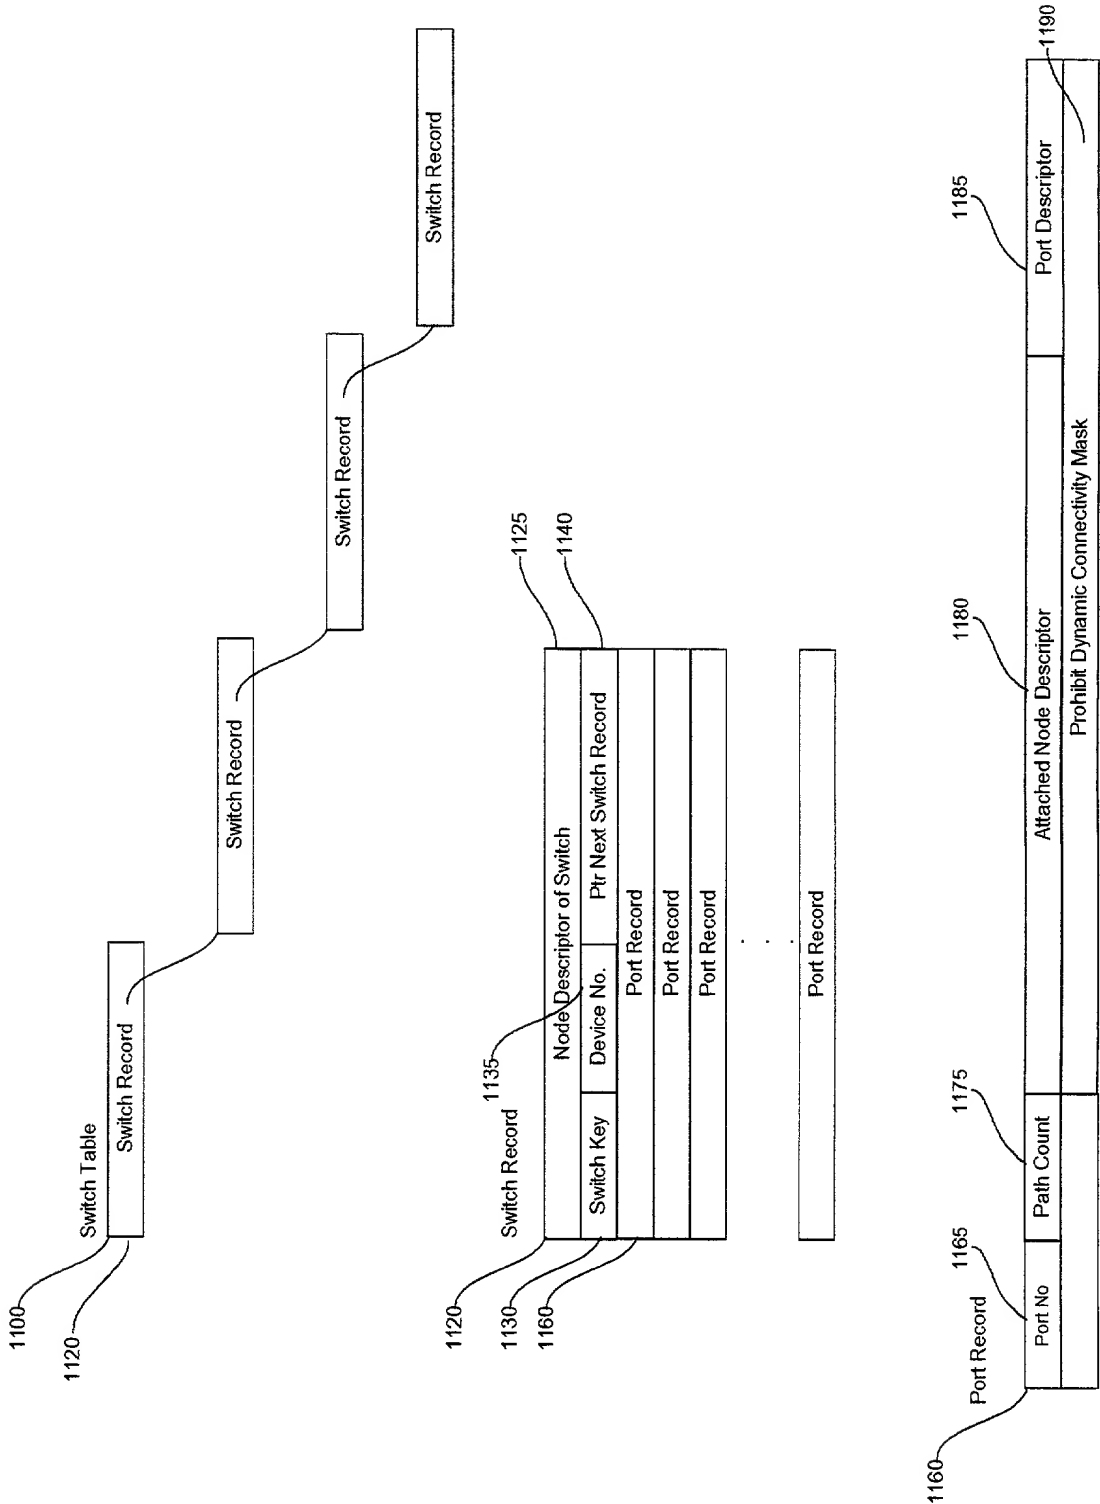 1100
Switch Table
1120
Switch Record
Switch Record
Switch Record
Switch Record
1120
Switch Record
1135
1125
Node Descriptor of Switch
1130
Switch Key
Device No.
Ptr Next Switch Record
1140
1160
Port Record
Port Record
Port Record
. . .
Port Record
1160
Port Record
1165
1175
1180
1185
Port No
Path Count
Attached Node Descriptor
Port Descriptor
Prohibit Dynamic Connectivity Mask
1190